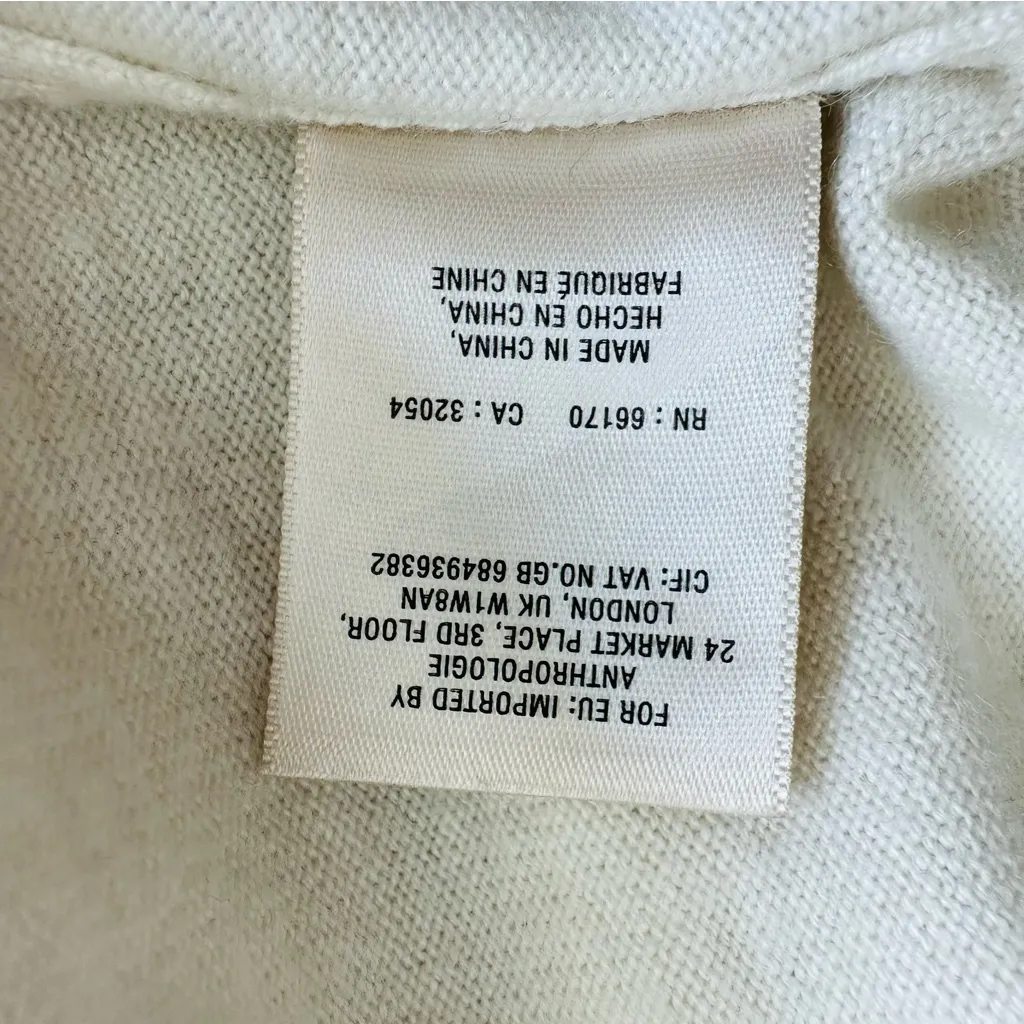 FOR EU: IMPORTED BY
ANTHROPOLOGIE
24 MARKET PLACE, 3RD FLOOR,
LONDON, UK W1W8AN
CIF: VAT NO.GB 684936382
RN : 66170 CA : 32054
MADE IN CHINA,
HECHO EN CHINA,
FABRIQUÉ EN CHINE